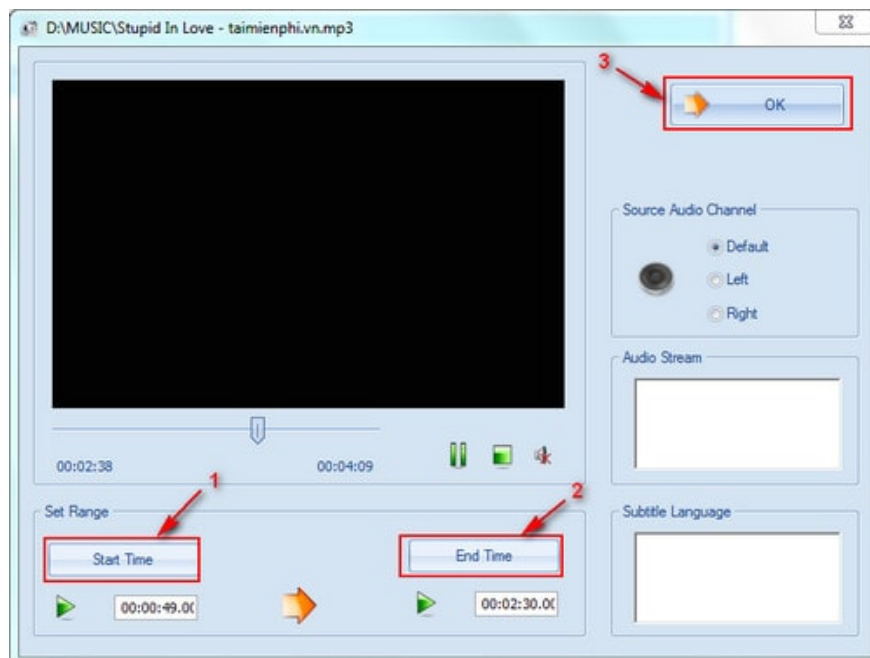 D:\MUSIC\Stupid In Love - taimienphi.vn.mp3
3
OK
Source Audio Channel
Default
Left
Right
Audio Stream
00:02:38
00:04:09
1
2
Set Range
Start Time
End Time
00:00:49.0(
00:02:30.0(
Subtitle Language